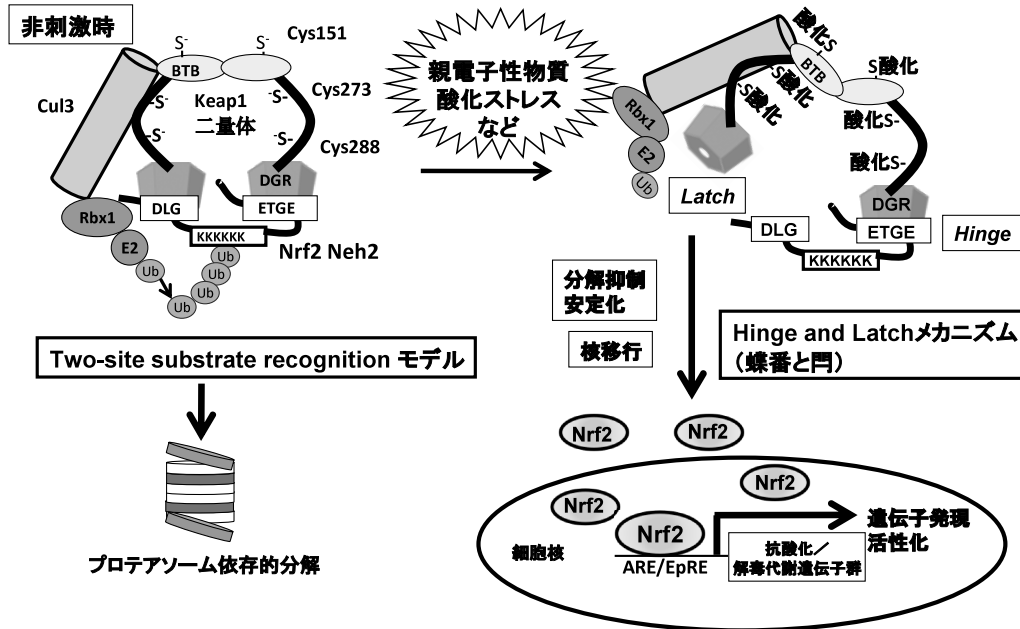 非刺激時
S⁻
S⁻
Cys151
BTB
Cul3
-S⁻
Keap1
二量体
⁻S-
Cys273
-S⁻
⁻S-
Cys288
DGR
DLG
ETGE
Rbx1
KKKKKK
E2
Nrf2 Neh2
Ub
Ub
Ub
Ub
Ub
Two-site substrate recognition モデル
プロテアソーム依存的分解
親電子性物質
酸化ストレス
など
酸化S
BTB
S酸化
-S酸化
-S酸化
酸化S-
酸化S-
Rbx1
E2
Ub
Latch
DGR
DLG
ETGE
Hinge
KKKKKK
分解抑制
安定化
核移行
Hinge and Latchメカニズム
(蝶番と閂)
Nrf2
Nrf2
Nrf2
Nrf2
Nrf2
細胞核
ARE/EpRE
抗酸化／
解毒代謝遺伝子群
遺伝子発現
活性化